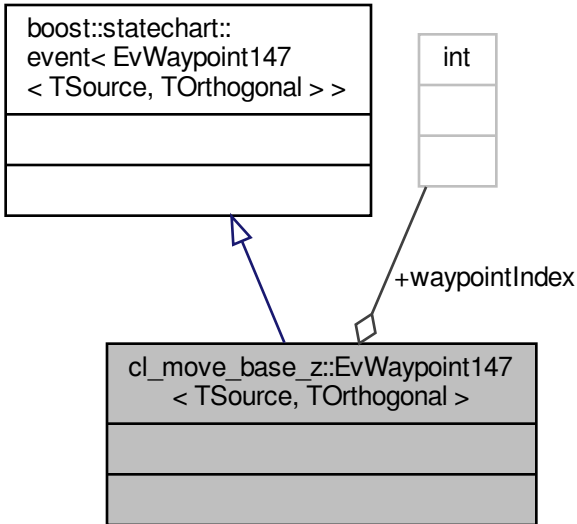 boost::statechart::
event< EvWaypoint147
< TSource, TOrthogonal > >
int
+waypointIndex
cl_move_base_z::EvWaypoint147
< TSource, TOrthogonal >